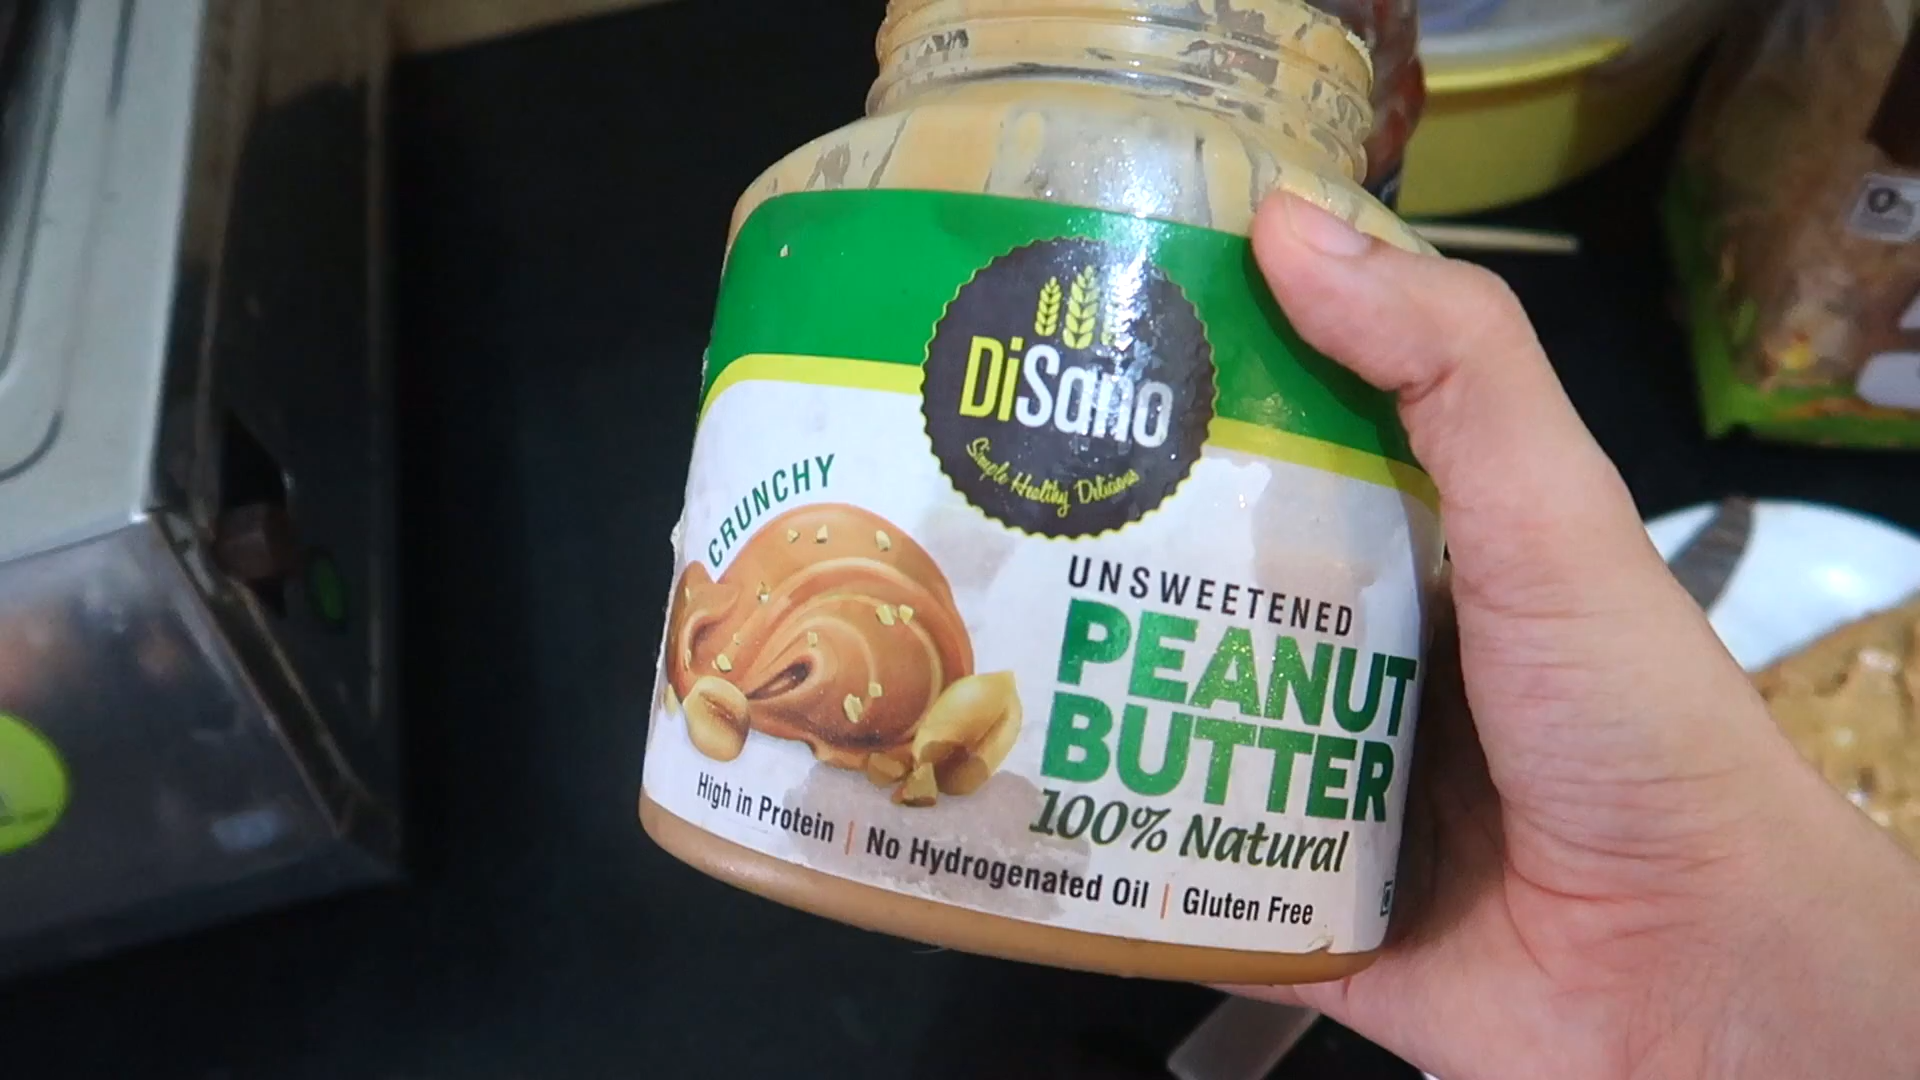 DiSano
Simple Healthy Delicious
CRUNCHY
UNSWEETENED
PEANUT
BUTTER
100% Natural
High in Protein | No Hydrogenated Oil | Gluten Free